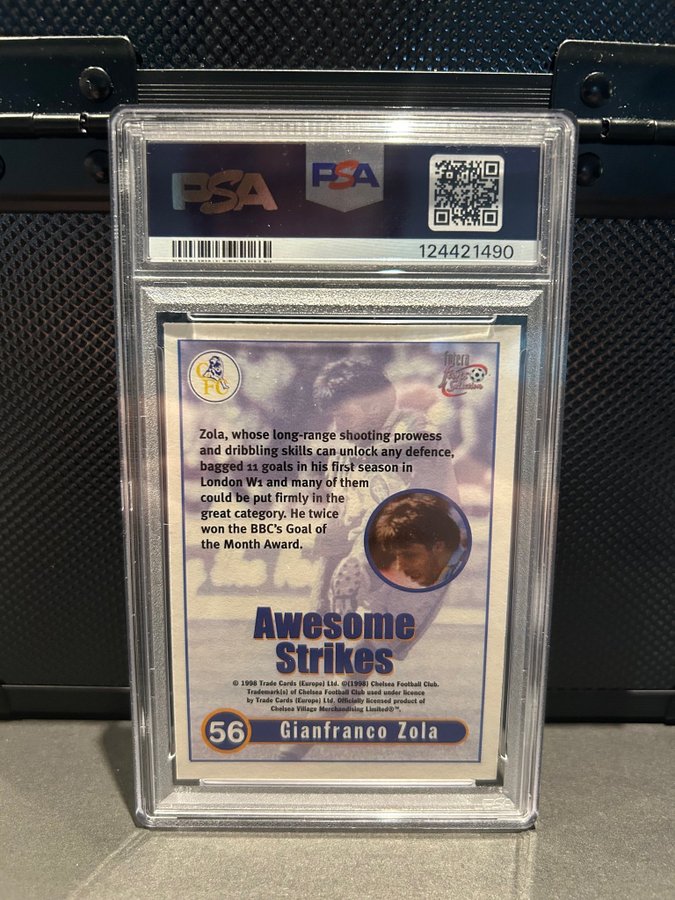 PSA
PSA
124421490
CFC
futera
Zola, whose long-range shooting prowess
and dribbling skills can unlock any defence,
bagged 11 goals in his first season in
London W1 and many of them
could be put firmly in the
great category. He twice
won the BBC's Goal of
the Month Award.
Awesome
Strikes
© 1998 Trade Cards (Europe) Ltd. ©(1998) Chelsea Football Club.
Trademark(s) of Chelsea Football Club used under licence
by Trade Cards (Europe) Ltd. Officially licensed product of
Chelsea Village Merchandising Limited®™.
56 Gianfranco Zola